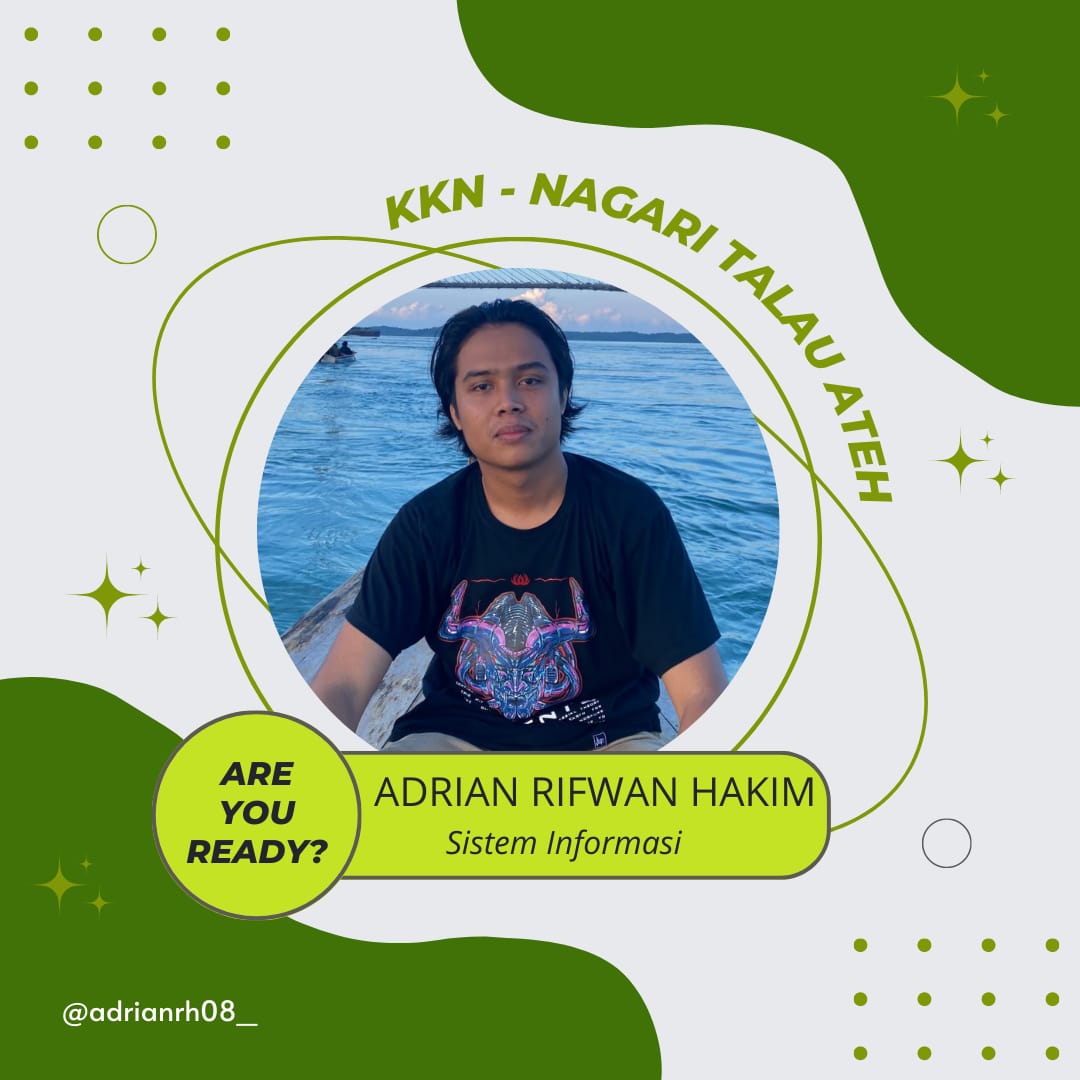 KKN - NAGARI TALAU ATEH
ARE
YOU
READY?
ADRIAN RIFWAN HAKIM
Sistem Informasi
@adrianrh08_